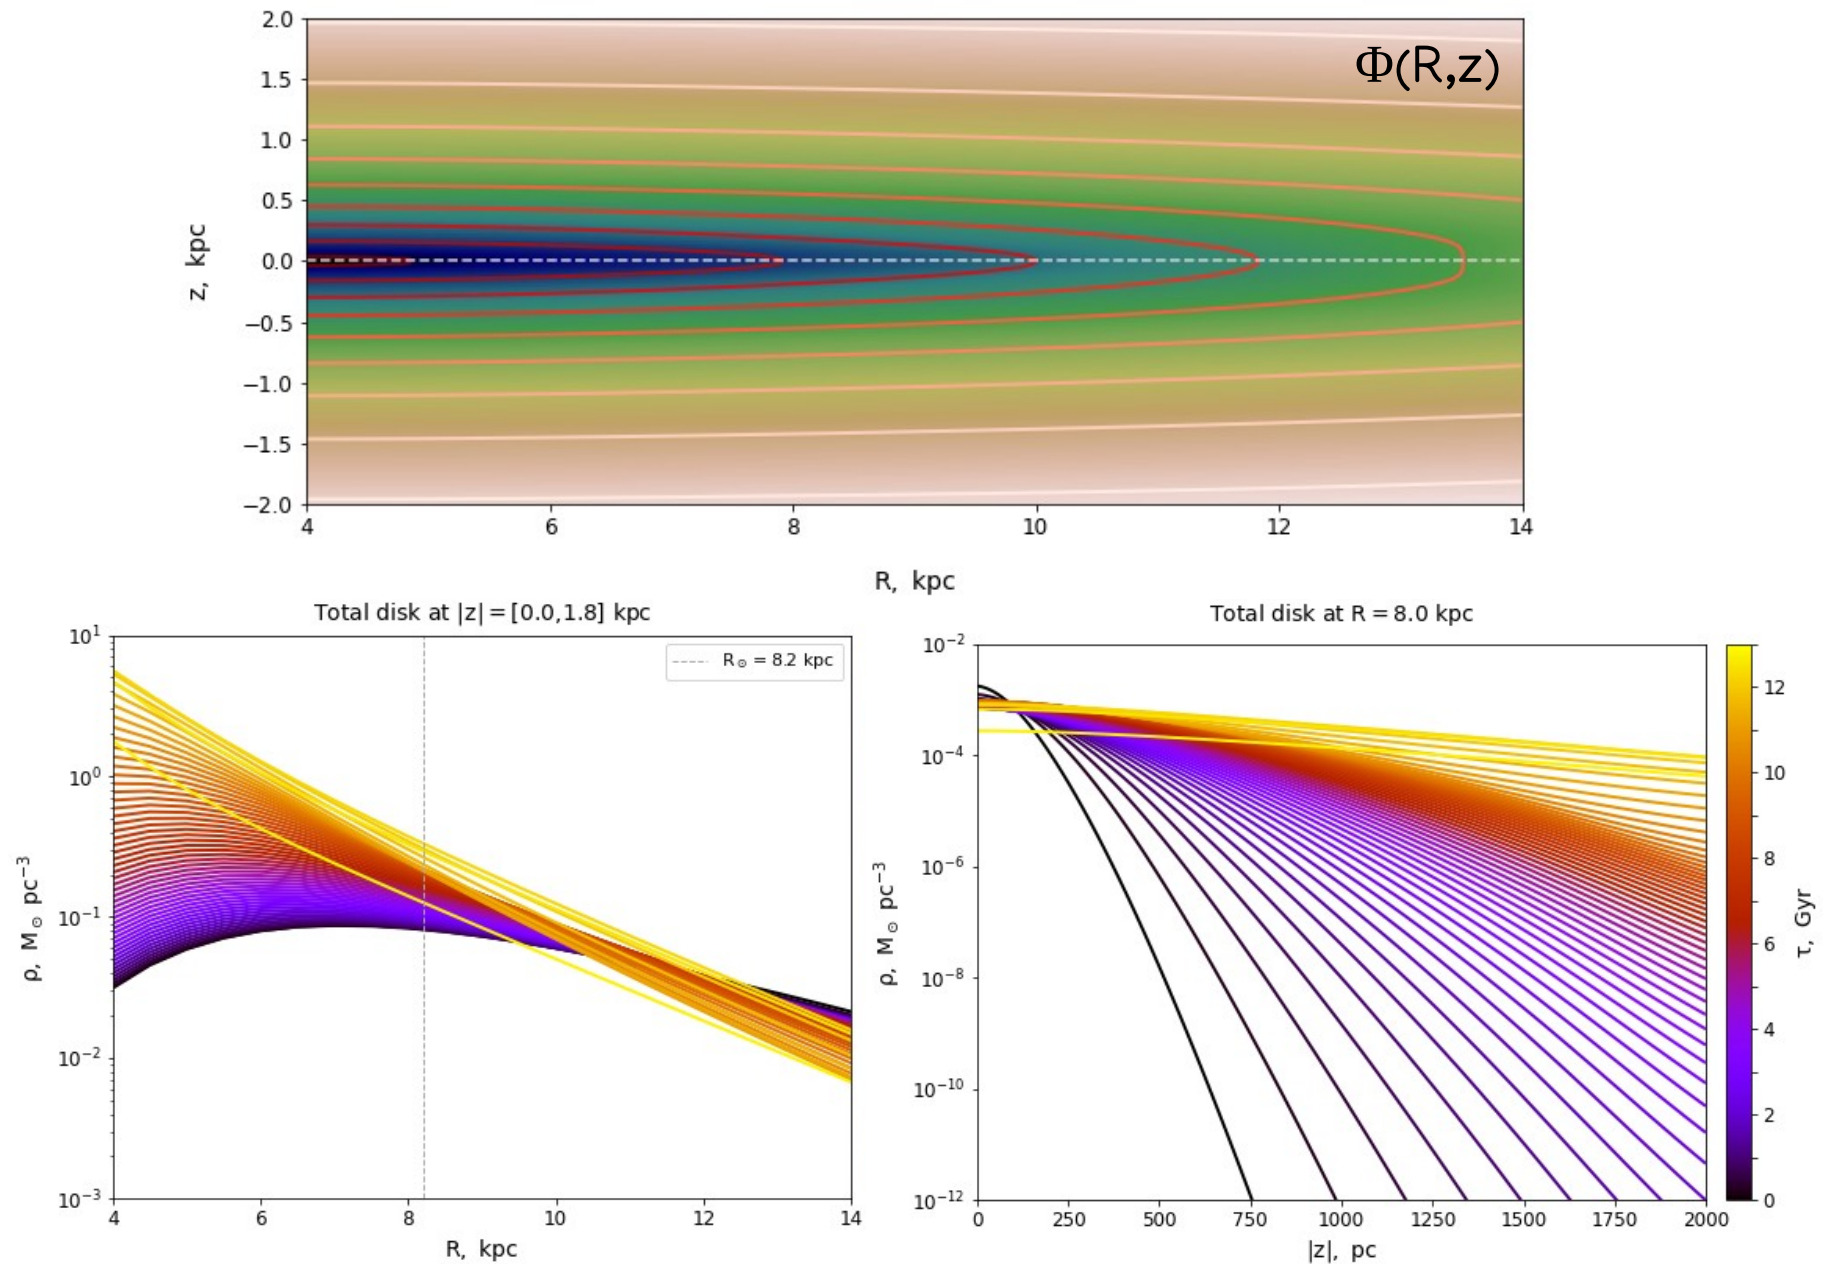 Φ(R,z)
2.0
1.5
1.0
0.5
0.0
−0.5
−1.0
−1.5
−2.0
z, kpc
4 6 8 10 12 14
R, kpc
Total disk at |z| = [0.0,1.8] kpc
R☉ = 8.2 kpc
10¹
10⁰
10⁻¹
10⁻²
10⁻³
ρ, M☉ pc⁻³
4 6 8 10 12 14
R, kpc
Total disk at R = 8.0 kpc
10⁻²
10⁻⁴
10⁻⁶
10⁻⁸
10⁻¹⁰
10⁻¹²
ρ, M☉ pc⁻³
0 250 500 750 1000 1250 1500 1750 2000
|z|, pc
12
10
8
6
4
2
0
τ, Gyr